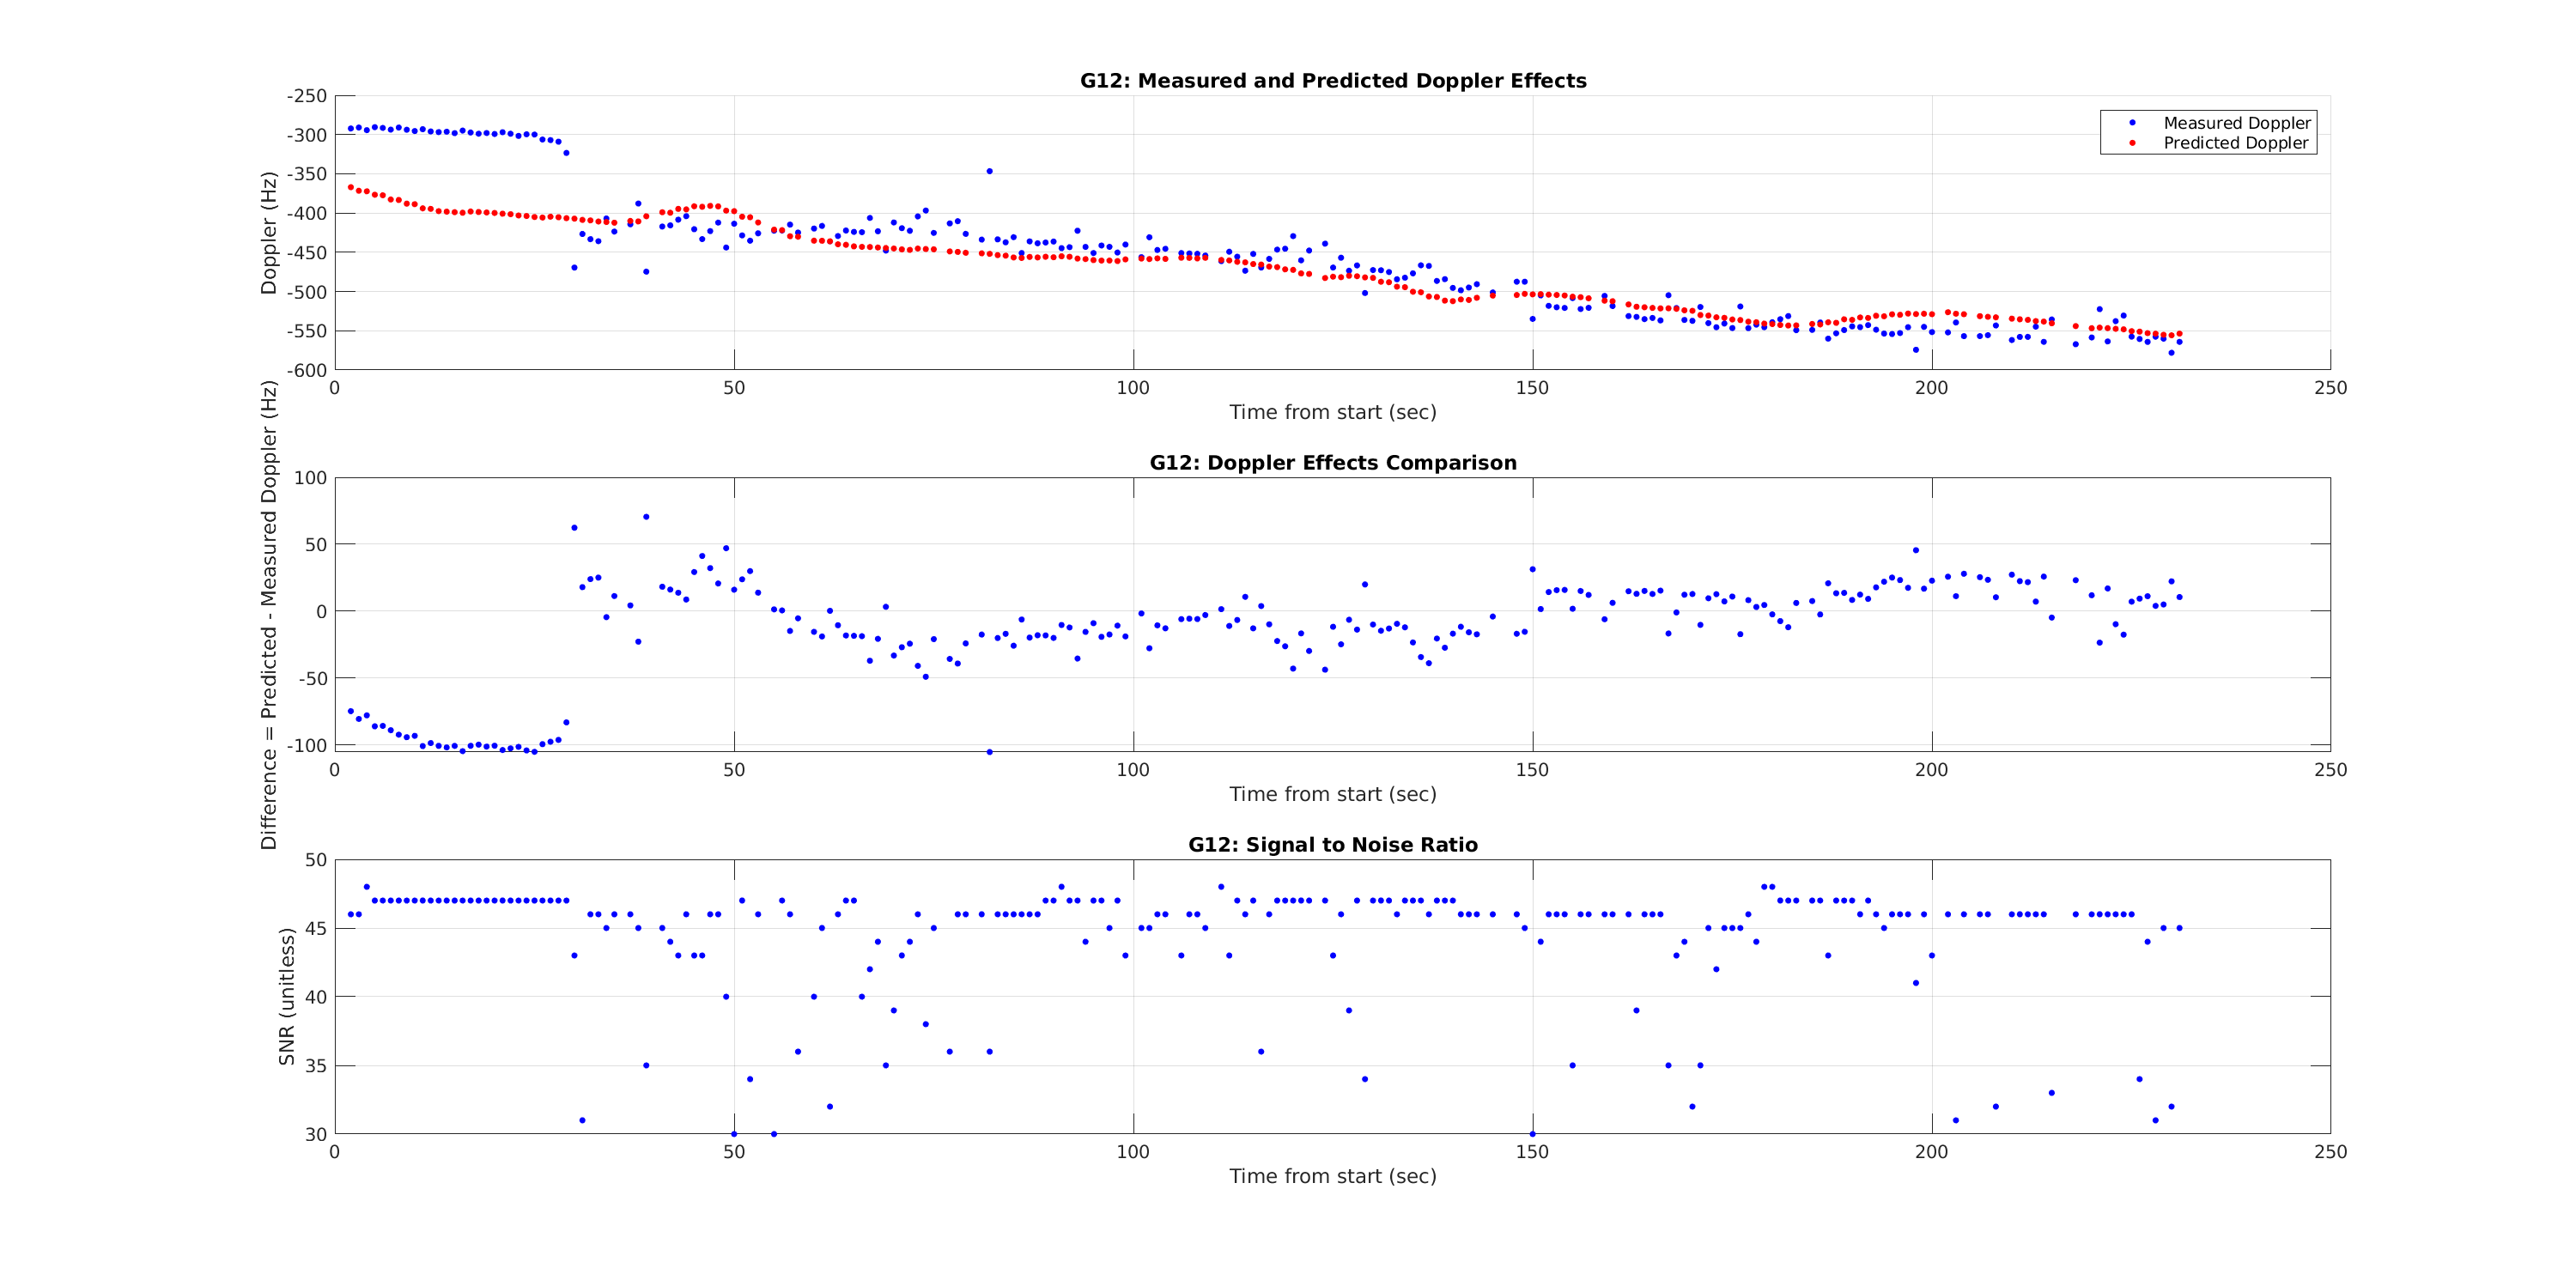 G12: Measured and Predicted Doppler Effects
Doppler (Hz)
-250
-300
-350
-400
-450
-500
-550
-600
0 50 100 150 200 250
Time from start (sec)
Measured Doppler
Predicted Doppler
G12: Doppler Effects Comparison
Difference = Predicted - Measured Doppler (Hz)
100
50
0
-50
-100
0 50 100 150 200 250
Time from start (sec)
G12: Signal to Noise Ratio
SNR (unitless)
50
45
40
35
30
0 50 100 150 200 250
Time from start (sec)